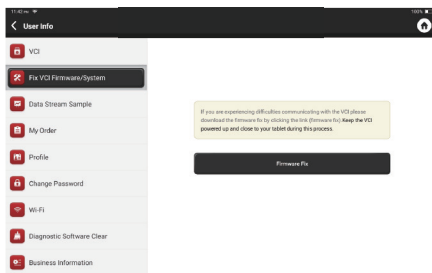 11:42
100%
User Info
VCI
Fix VCI Firmware/System
Data Stream Sample
My Order
Profile
Change Password
Wi-Fi
Diagnostic Software Clear
Business Information
If you are experiencing difficulties communicating with the VCI please
download the firmware fix by clicking the link (firmware fix) Keep the VCI
powered up and close to your tablet during this process.
Firmware Fix